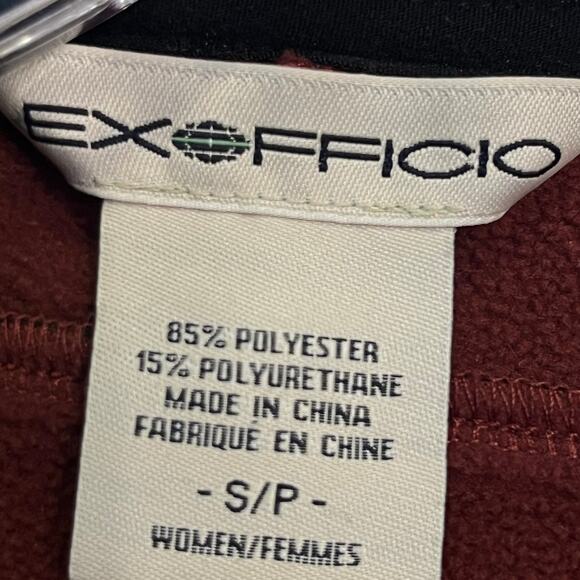 EXOFFICIO
85% POLYESTER
15% POLYURETHANE
MADE IN CHINA
FABRIQUÉ EN CHINE
- S/P -
WOMEN/FEMMES